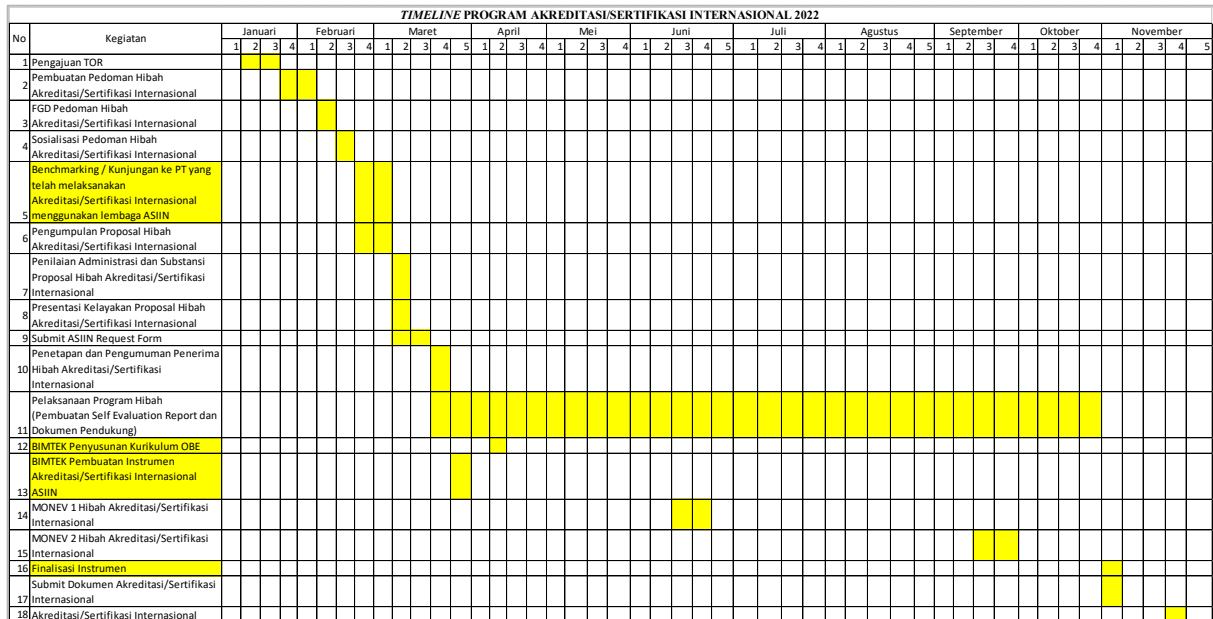 TIMELINE PROGRAM AKREDITASI/SERTIFIKASI INTERNASIONAL 2022
No Kegiatan Januari Februari Maret April Mei Juni Juli Agustus September Oktober November
1 2 3 4 1 2 3 4 1 2 3 4 5 1 2 3 4 1 2 3 4 1 2 3 4 5 1 2 3 4 1 2 3 4 5 1 2 3 4 1 2 3 4 1 2 3 4 5
1 Pengajuan TOR
2 Pembuatan Pedoman Hibah
Akreditasi/Sertifikasi Internasional
FGD Pedoman Hibah
3 Akreditasi/Sertifikasi Internasional
4 Sosialisasi Pedoman Hibah
Akreditasi/Sertifikasi Internasional
Benchmarking / Kunjungan ke PT yang
telah melaksanakan
Akreditasi/Sertifikasi Internasional
5 menggunakan lembaga ASIIN
6 Pengumpulan Proposal Hibah
Akreditasi/Sertifikasi Internasional
Penilaian Administrasi dan Substansi
Proposal Hibah Akreditasi/Sertifikasi
7 Internasional
8 Presentasi Kelayakan Proposal Hibah
Akreditasi/Sertifikasi Internasional
9 Submit ASIIN Request Form
Penetapan dan Pengumuman Penerima
10 Hibah Akreditasi/Sertifikasi
Internasional
Pelaksanaan Program Hibah
(Pembuatan Self Evaluation Report dan
11 Dokumen Pendukung)
12 BIMTEK Penyusunan Kurikulum OBE
BIMTEK Pembuatan Instrumen
Akreditasi/Sertifikasi Internasional
13 ASIIN
14 MONEV 1 Hibah Akreditasi/Sertifikasi
Internasional
MONEV 2 Hibah Akreditasi/Sertifikasi
15 Internasional
16 Finalisasi Instrumen
Submit Dokumen Akreditasi/Sertifikasi
17 Internasional
18 Akreditasi/Sertifikasi Internasional